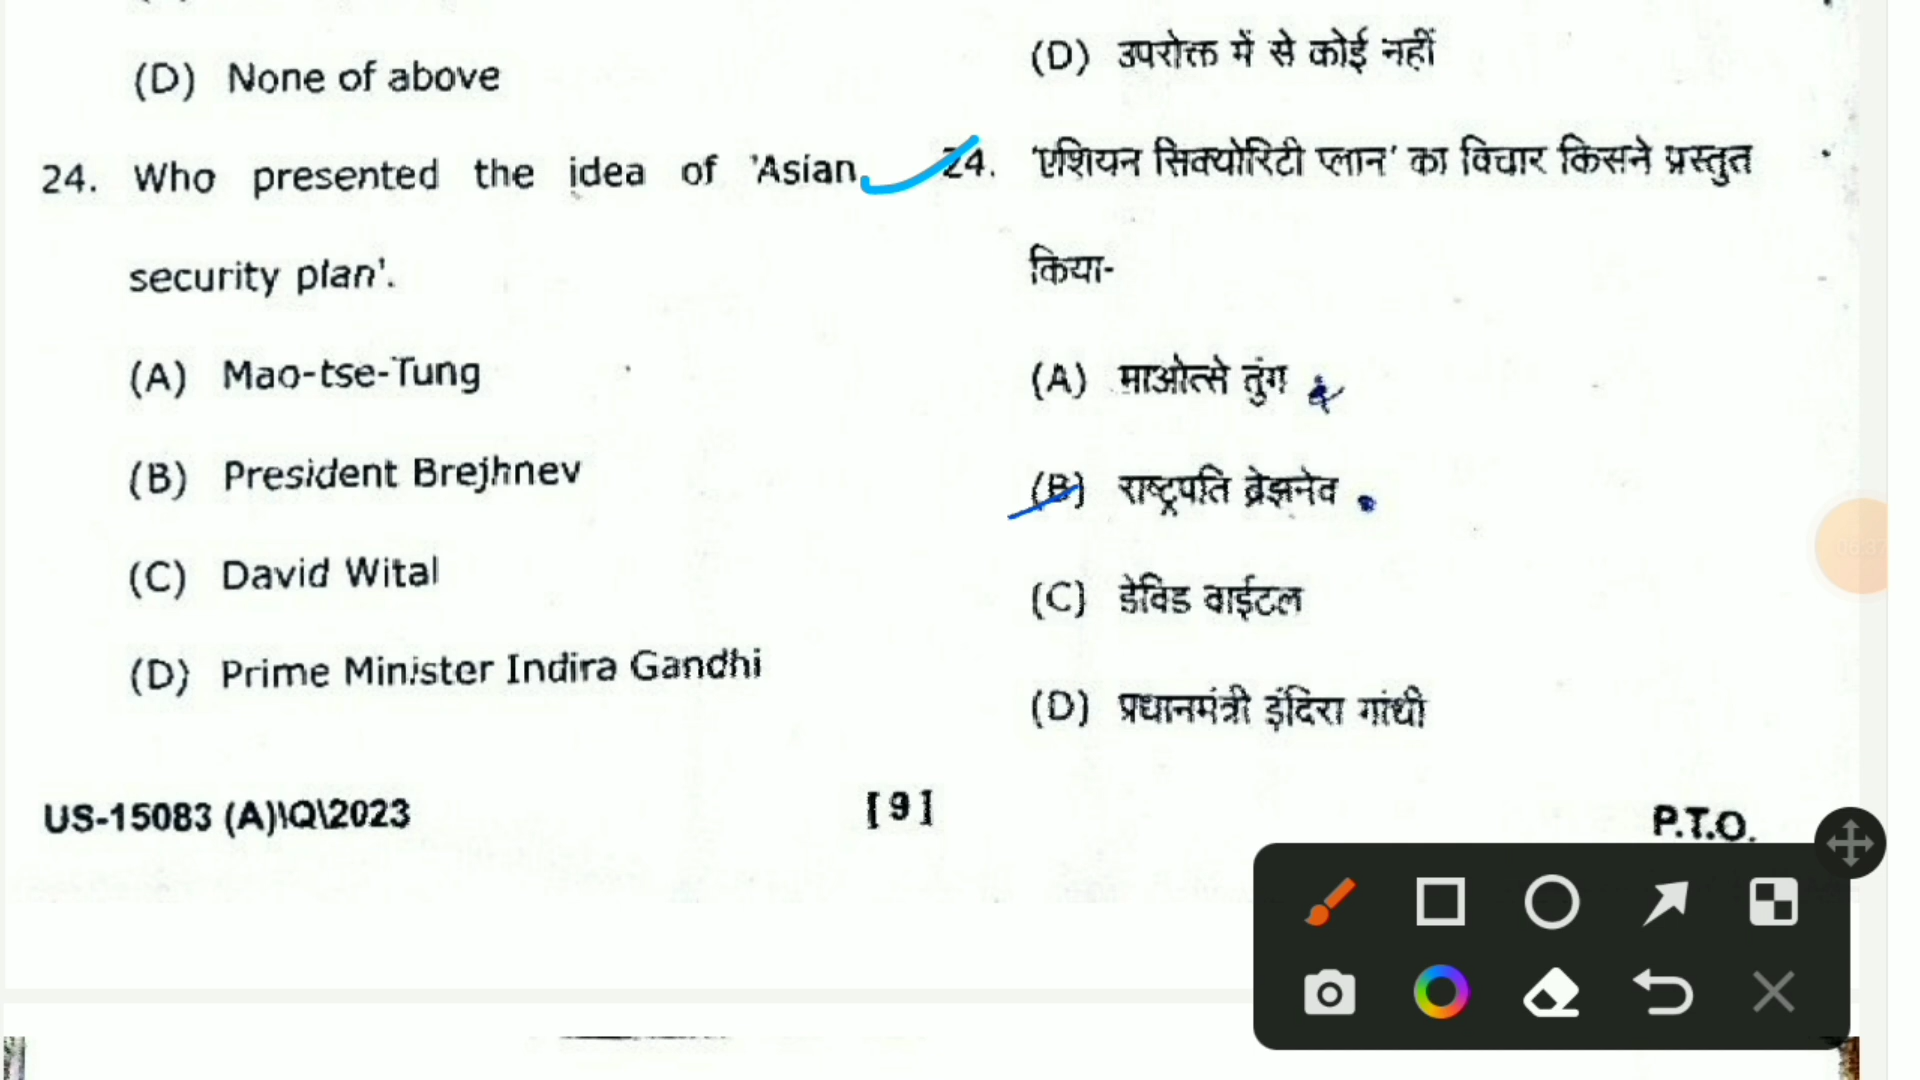 (D) None of above
24. Who presented the idea of 'Asian
security plan'.
(A) Mao-tse-Tung
(B) President Brejhnev
(C) David Wital
(D) Prime Minister Indira Gandhi
(D) उपरोक्त में से कोई नहीं
24. 'एशियन सिक्योरिटी प्लान' का विचार किसने प्रस्तुत
किया-
(A) माओत्से तुंग
(B) राष्ट्रपति ब्रेझनेव
(C) डेविड वाईटल
(D) प्रधानमंत्री इंदिरा गांधी
US-15083 (A)\Q\2023
[ 9 ]
P.T.O.